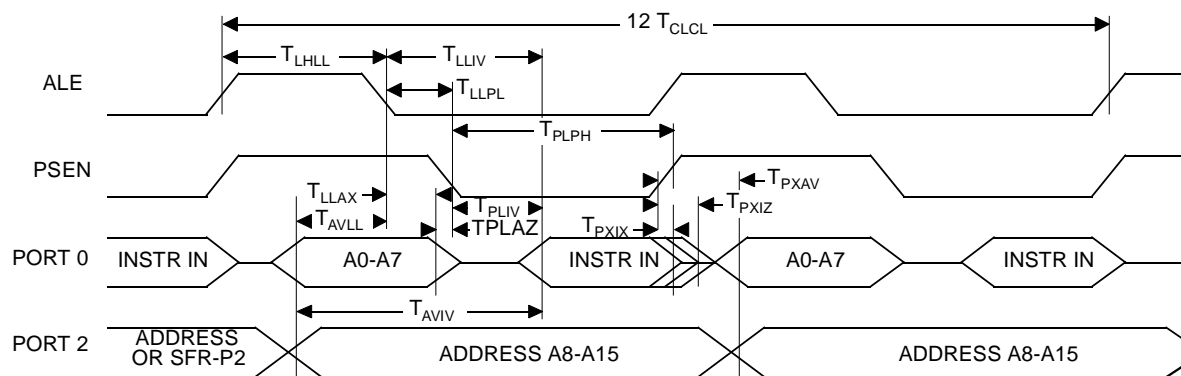 12 TCLCL
TLHLL TLLIV
ALE
TLLPL
TPLPH
PSEN
TLLAX TPXAV
TAVLL TPLIV TPXIZ
TPLAZ TPXIX
PORT 0 INSTR IN A0-A7 INSTR IN A0-A7 INSTR IN
TAVIV
PORT 2 ADDRESS OR SFR-P2 ADDRESS A8-A15 ADDRESS A8-A15